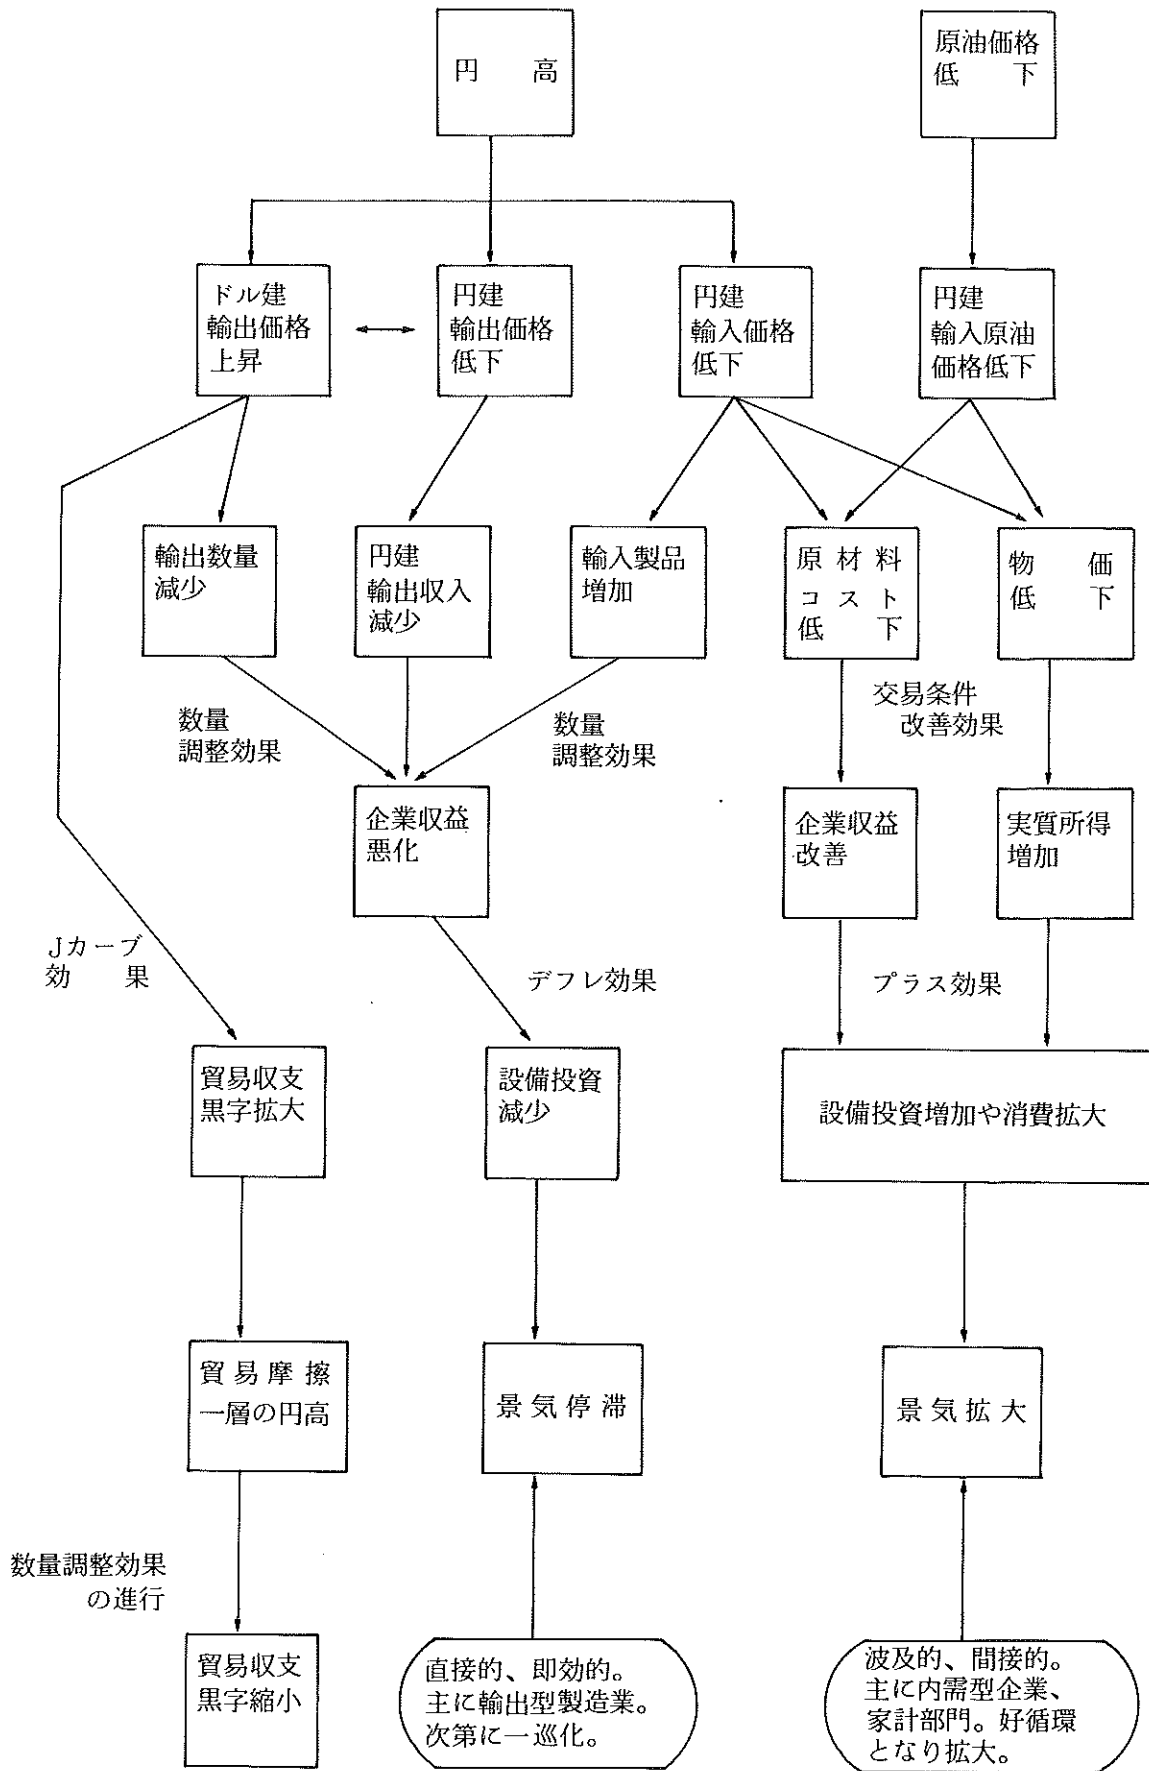 円　　高
原油価格
低　　下
ドル建
輸出価格
上昇
円建
輸出価格
低下
円建
輸入価格
低下
円建
輸入原油
価格低下
輸出数量
減少
円建
輸出収入
減少
輸入製品
増加
原 材 料
コ ス ト
低　　下
物　　価
低　　下
数量
調整効果
数量
調整効果
交易条件
改善効果
企業収益
悪化
企業収益
改善
実質所得
増加
Jカーブ
効　　果
デフレ効果
プラス効果
貿易収支
黒字拡大
設備投資
減少
設備投資増加や消費拡大
貿 易 摩 擦
一層の円高
景 気 停 滞
景 気 拡 大
数量調整効果
の進行
貿易収支
黒字縮小
直接的、即効的。
主に輸出型製造業。
次第に一巡化。
波及的、間接的。
主に内需型企業、
家計部門。好循環
となり拡大。